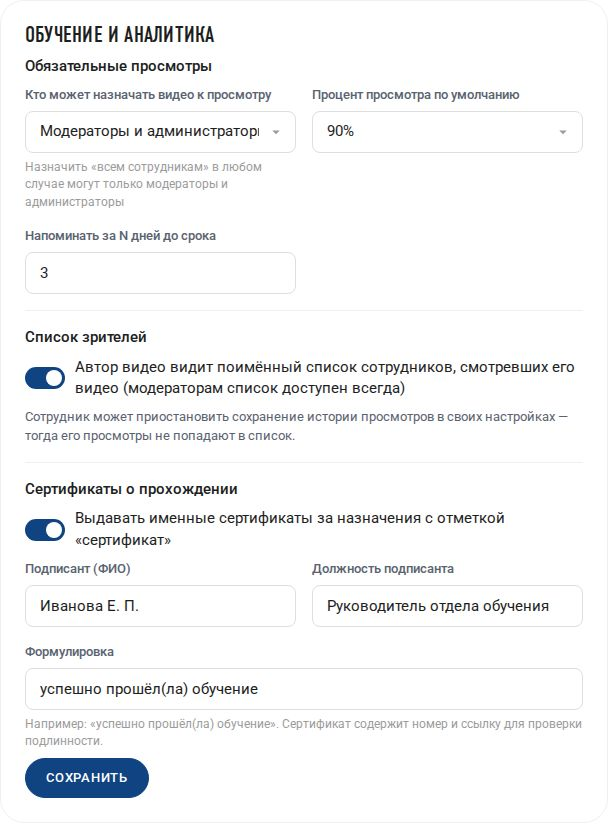 ОБУЧЕНИЕ И АНАЛИТИКА
Обязательные просмотры
Кто может назначать видео к просмотру
Процент просмотра по умолчанию
Модераторы и администратор
90%
Назначить «всем сотрудникам» в любом
случае могут только модераторы и
администраторы
Напоминать за N дней до срока
3
Список зрителей
Автор видео видит поимённый список сотрудников, смотревших его
видео (модераторам список доступен всегда)
Сотрудник может приостановить сохранение истории просмотров в своих настройках —
тогда его просмотры не попадают в список.
Сертификаты о прохождении
Выдавать именные сертификаты за назначения с отметкой
«сертификат»
Подписант (ФИО)
Должность подписанта
Иванова Е. П.
Руководитель отдела обучения
Формулировка
успешно прошёл(ла) обучение
Например: «успешно прошёл(ла) обучение». Сертификат содержит номер и ссылку для проверки
подлинности.
СОХРАНИТЬ